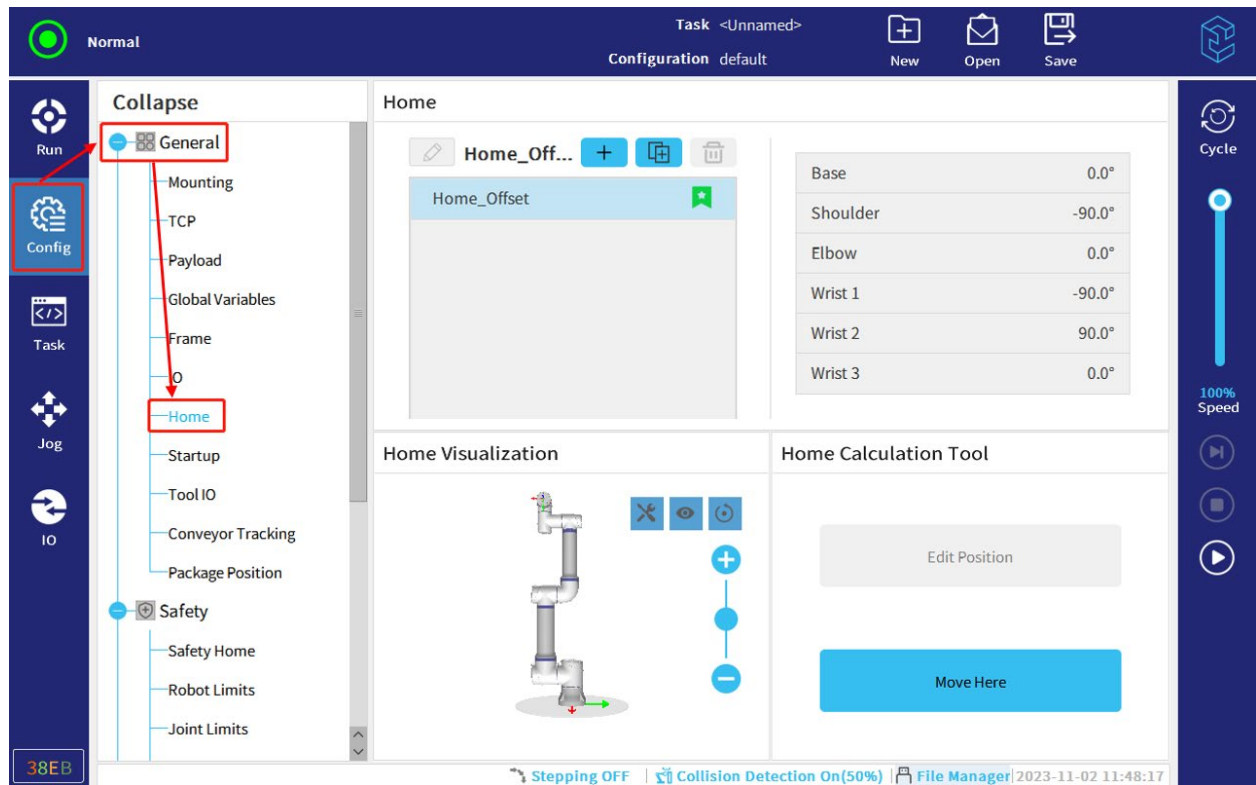 Normal
Task <Unnamed>
Configuration default
New
Open
Save
Run
Config
Task
Jog
IO
38EB
Collapse
General
Mounting
TCP
Payload
Global Variables
Frame
IO
Home
Startup
Tool IO
Conveyor Tracking
Package Position
Safety
Safety Home
Robot Limits
Joint Limits
Home
Home_Off...
Home_Offset
Base 0.0°
Shoulder -90.0°
Elbow 0.0°
Wrist 1 -90.0°
Wrist 2 90.0°
Wrist 3 0.0°
Home Visualization
Home Calculation Tool
Edit Position
Move Here
Cycle
100%
Speed
Stepping OFF | Collision Detection On(50%) | File Manager | 2023-11-02 11:48:17